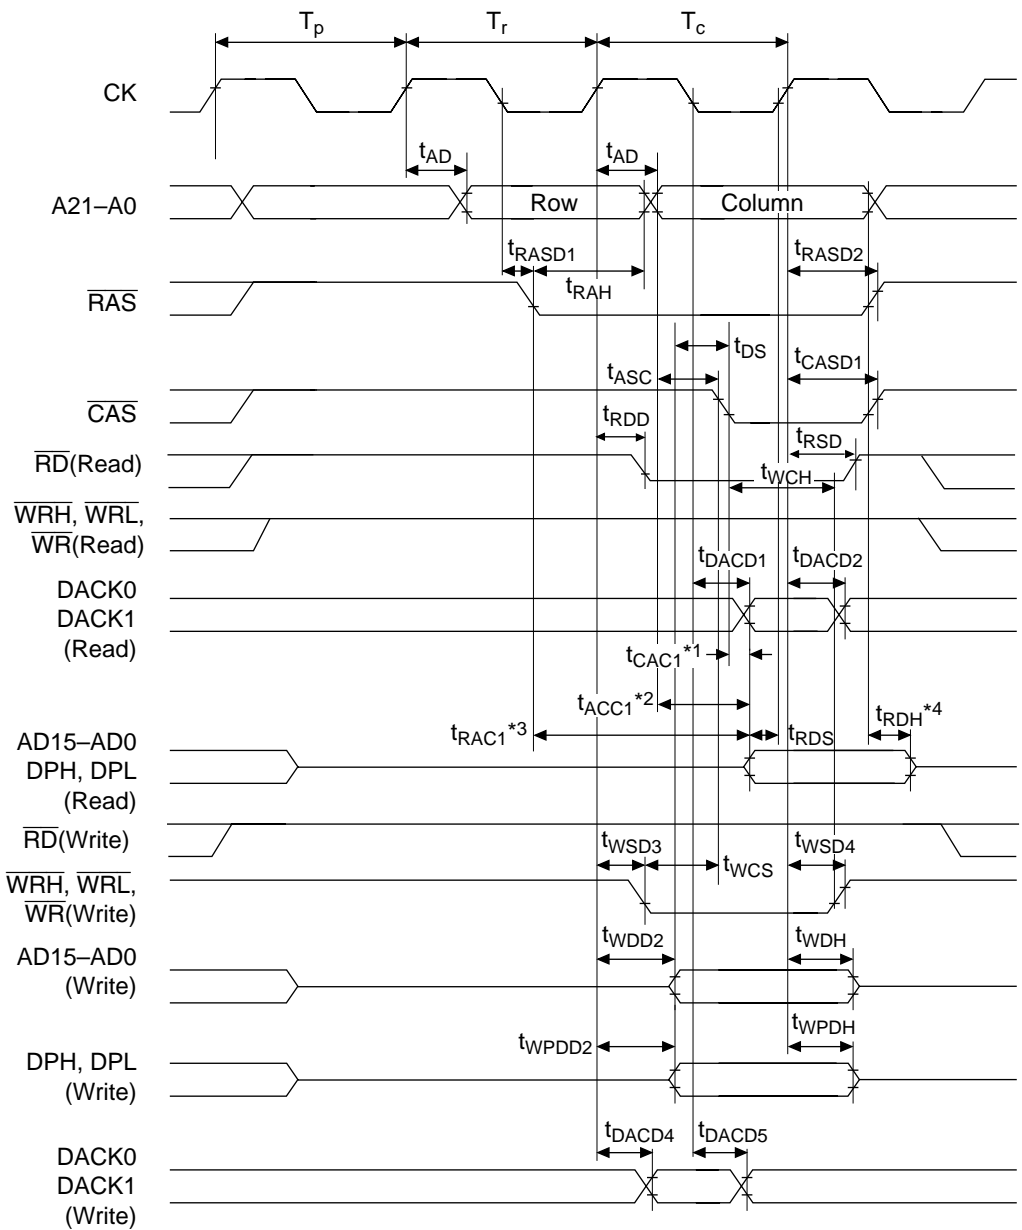 Tp Tr Tc
CK
tAD tAD
A21–A0 Row Column
tRASD1 tRASD2
tRAH
RAS
tDS
tASC tCASD1
CAS
tRDD tRSD
RD(Read)
tWCH
WRH, WRL,
WR(Read)
tDACD1 tDACD2
DACK0
DACK1
(Read)
tCAC1*1
tACC1*2
tRAC1*3 tRDS tRDH*4
AD15–AD0
DPH, DPL
(Read)
RD(Write)
tWSD3 tWCS tWSD4
WRH, WRL,
WR(Write)
tWDD2 tWDH
AD15–AD0
(Write)
tWPDD2 tWPDH
DPH, DPL
(Write)
tDACD4 tDACD5
DACK0
DACK1
(Write)